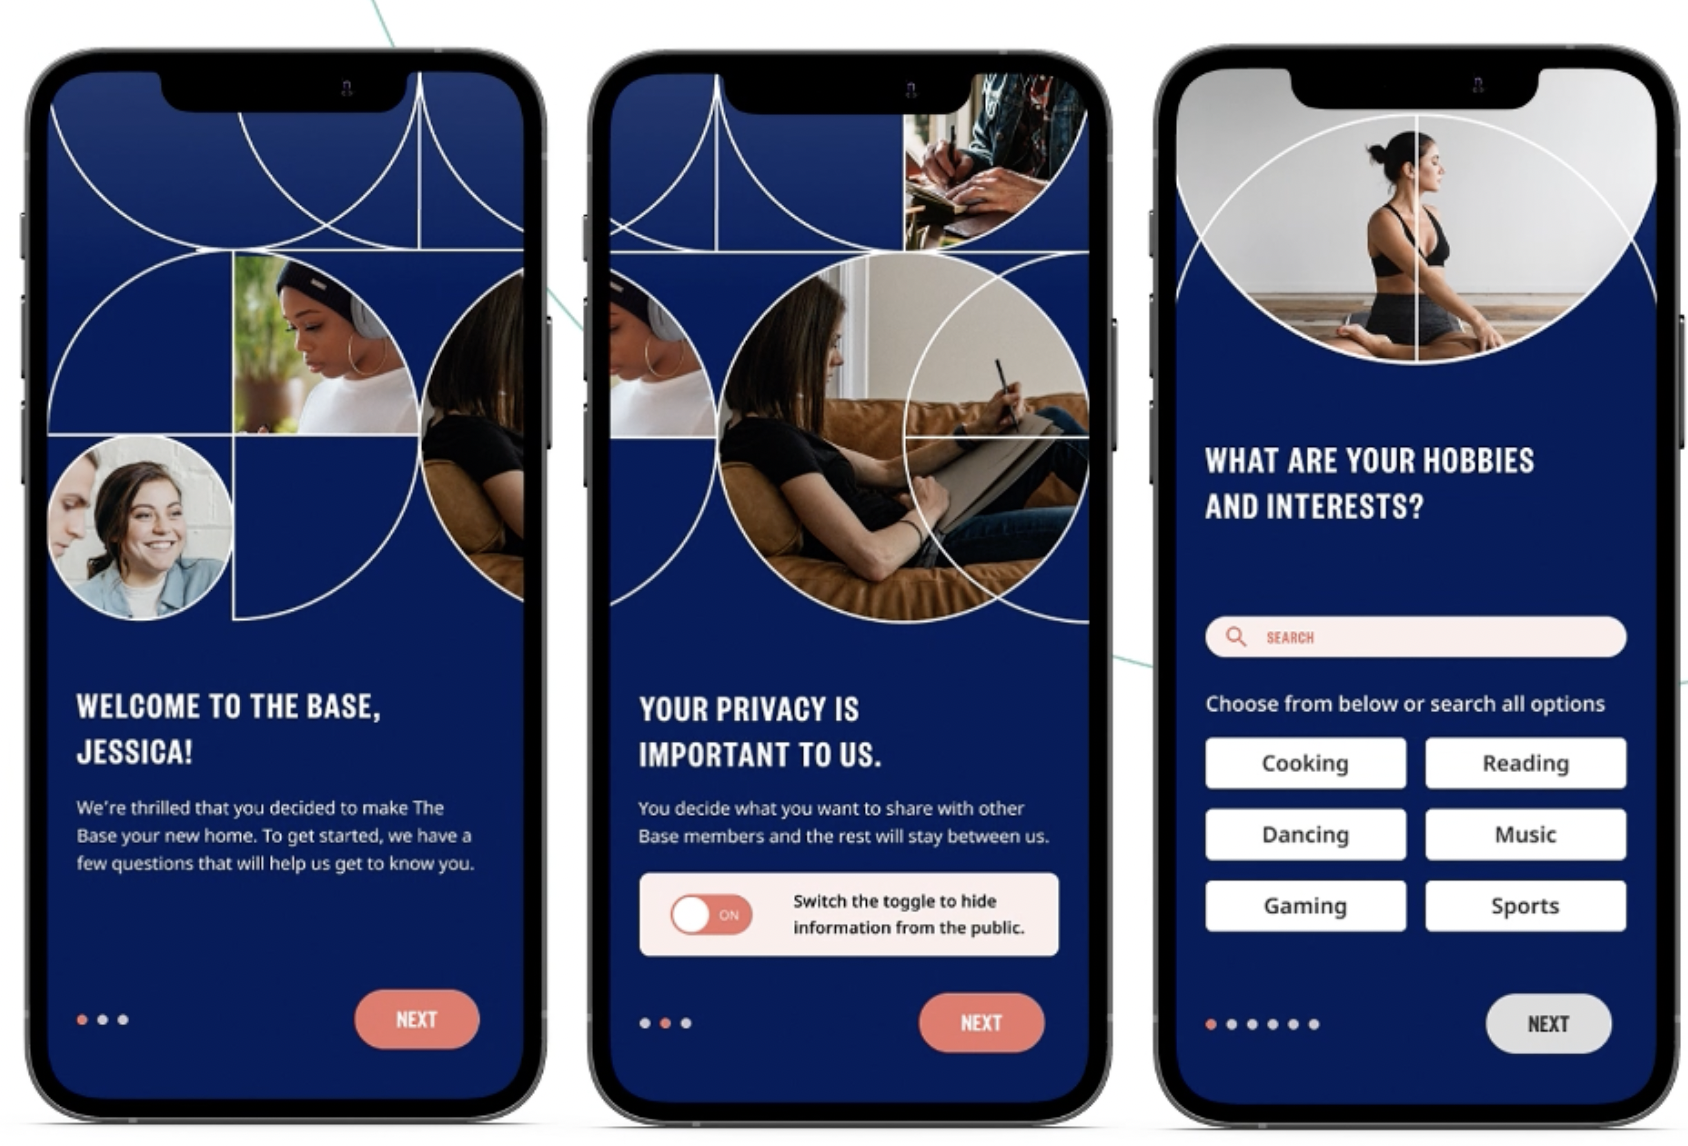 WELCOME TO THE BASE,
JESSICA!
We're thrilled that you decided to make The
Base your new home. To get started, we have a
few questions that will help us get to know you.
NEXT
YOUR PRIVACY IS
IMPORTANT TO US.
You decide what you want to share with other
Base members and the rest will stay between us.
ON
Switch the toggle to hide
information from the public.
NEXT
WHAT ARE YOUR HOBBIES
AND INTERESTS?
SEARCH
Choose from below or search all options
Cooking
Reading
Dancing
Music
Gaming
Sports
NEXT